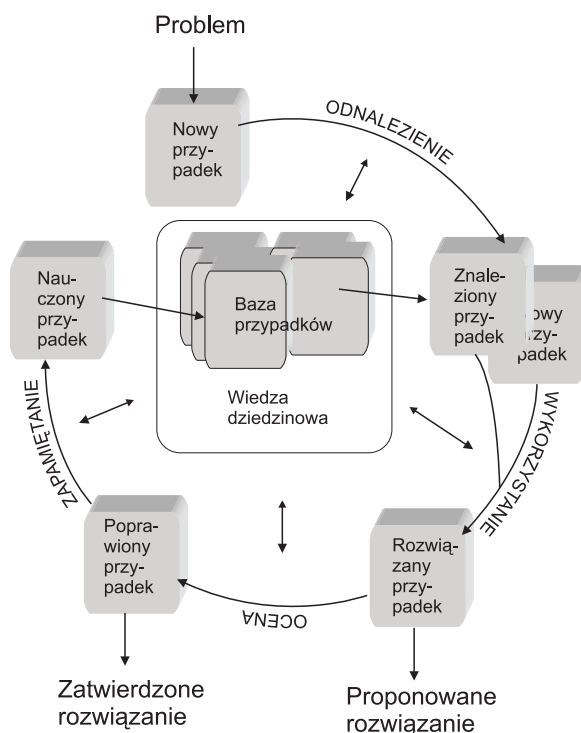 Problem
Nowy
przy-
padek
ODNALEZIENIE
Nau-
czony
przy-
padek
Baza
przypadków
Znale-
ziony
przy-
padek
padek
Wiedza
dziedzinowa
ZAPAMIĘTANIE
WYKORZYSTANIE
Popra-
wiony
przy-
padek
Rozwią-
zany
przy-
padek
OCENA
Zatwierdzone
rozwiązanie
Proponowane
rozwiązanie